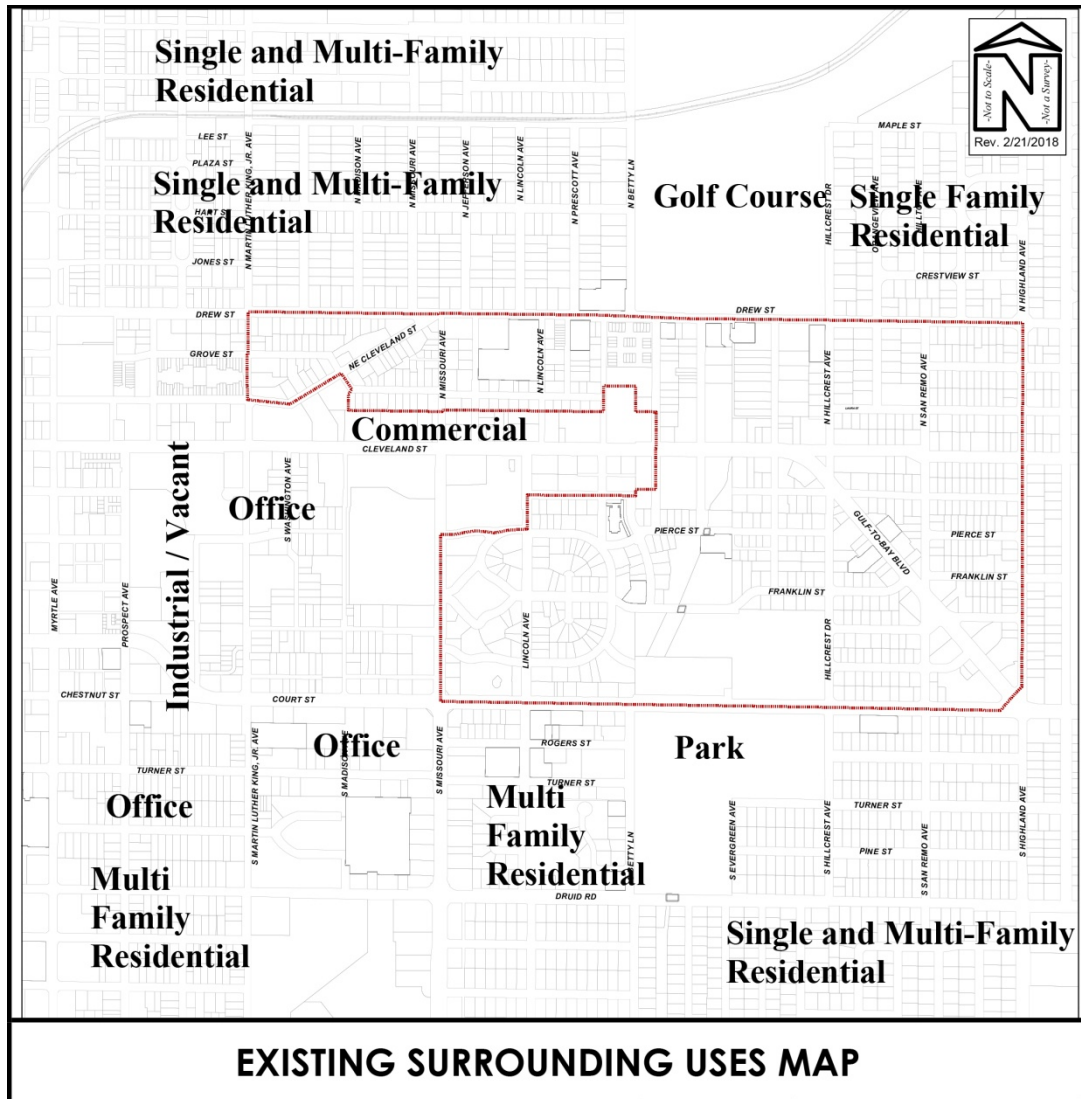 Single and Multi-Family
Residential
-Not to Scale-
N
-Not a Survey-
Rev. 2/21/2018
LEE ST
MAPLE ST
PLAZA ST
Single and Multi-Family
Residential
HART ST
JONES ST
N MARTIN LUTHER KING, JR. AVE
N MADISON AVE
N MISSOURI AVE
N JEFFERSON AVE
N LINCOLN AVE
N PRESCOTT AVE
N BETTY LN
Golf Course
HILLCREST DR
Single Family
Residential
ORANGEVIEW AVE
CRESTVIEW ST
N HIGHLAND AVE
DREW ST
DREW ST
GROVE ST
NE CLEVELAND ST
N MISSOURI AVE
N LINCOLN AVE
N HILLCREST AVE
N SAN REMO AVE
Commercial
CLEVELAND ST
Industrial / Vacant
Office
S WASHINGTON AVE
PIERCE ST
GULF-TO-BAY BLVD
PIERCE ST
FRANKLIN ST
FRANKLIN ST
MYRTLE AVE
PROSPECT AVE
LINCOLN AVE
HILLCREST DR
CHESTNUT ST
COURT ST
Office
ROGERS ST
Park
S MARTIN LUTHER KING, JR. AVE
S MADISON AVE
S MISSOURI AVE
TURNER ST
TURNER ST
TURNER ST
Office
Multi
Family
Residential
BETTY LN
S EVERGREEN AVE
S HILLCREST AVE
PINE ST
S SAN REMO AVE
S HIGHLAND AVE
Multi
Family
Residential
DRUID RD
Single and Multi-Family
Residential
EXISTING SURROUNDING USES MAP